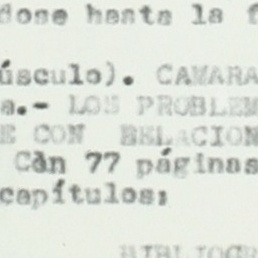 dose hasta la f
úsculo). CAMARA
a.- LOS PROBLEM
E CON RELACION
Con 77 páginas
capítulos;
BIBLIOGR